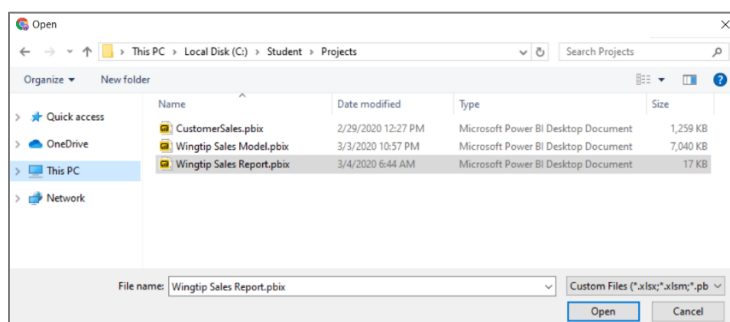 Open
This PC > Local Disk (C:) > Student > Projects
Search Projects
Organize New folder
Name Date modified Type Size
Quick access
OneDrive
This PC
Network
CustomerSales.pbix 2/29/2020 12:27 PM Microsoft Power BI Desktop Document 1,259 KB
Wingtip Sales Model.pbix 3/3/2020 10:57 PM Microsoft Power BI Desktop Document 7,040 KB
Wingtip Sales Report.pbix 3/4/2020 6:44 AM Microsoft Power BI Desktop Document 17 KB
File name: Wingtip Sales Report.pbix Custom Files (*.xlsx;*.xlsm;*.pb
Open Cancel